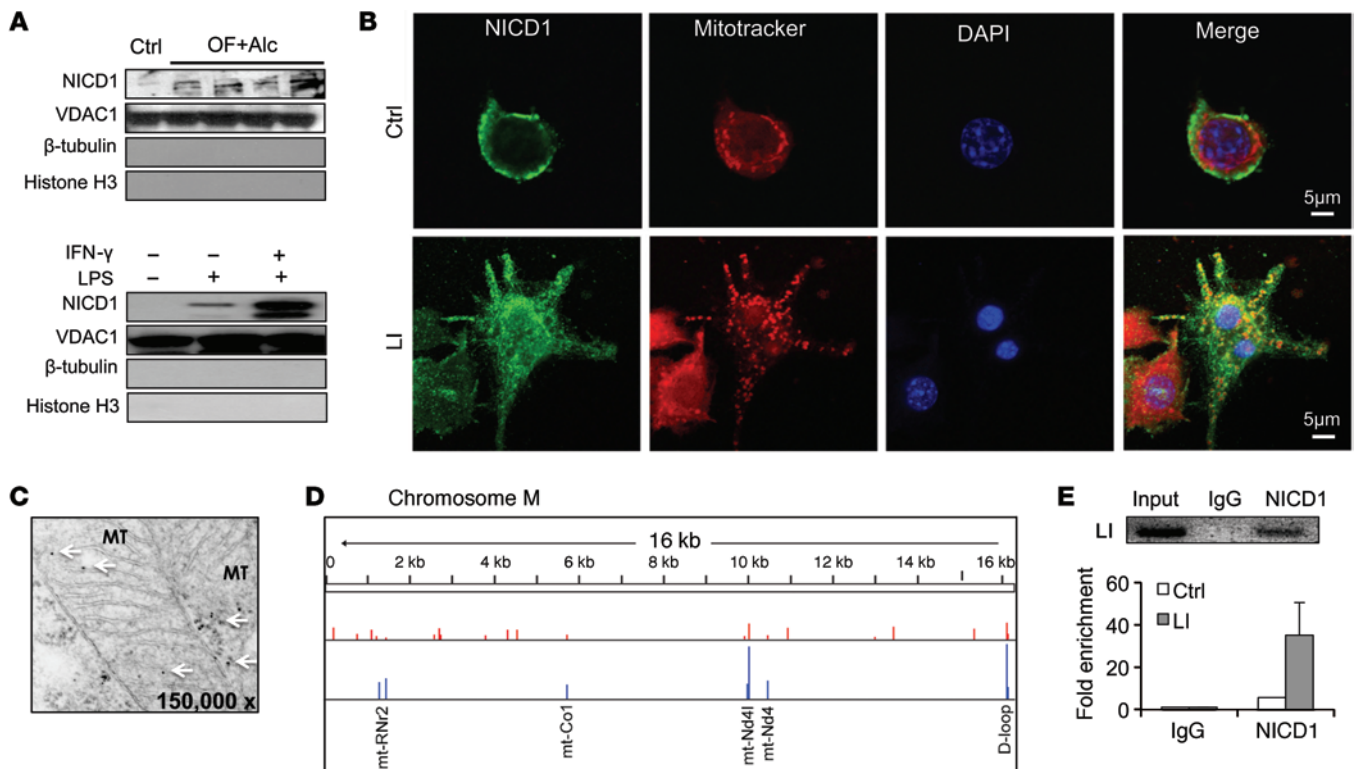 A
Ctrl OF+Alc
NICD1
VDAC1
β-tubulin
Histone H3
IFN-γ – – +
LPS – + +
NICD1
VDAC1
β-tubulin
Histone H3
B
NICD1 Mitotracker DAPI Merge
Ctrl
5μm
LI
5μm
C
MT
MT
150,000 x
D
Chromosome M
16 kb
0 2 kb 4 kb 6 kb 8 kb 10 kb 12 kb 14 kb 16 kb
mt-RNr2
mt-Co1
mt-Nd4l
mt-Nd4
D-loop
E
Input IgG NICD1
LI
Fold enrichment
60
40
20
0
Ctrl
LI
IgG NICD1